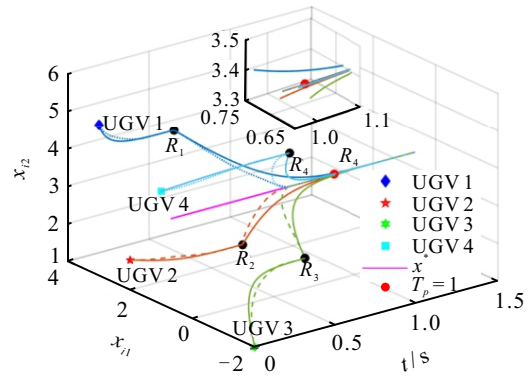 3.5
3.4
3.3
0.75
0.65
1.0
1.1
6
5
4
3
2
1
x_{i2}
UGV 1
R_1
R_4
R_4
UGV 4
UGV 2
R_2
R_3
UGV 3
UGV 1
UGV 2
UGV 3
UGV 4
x^*
T_p = 1
4
2
0
-2
x_{i1}
0
0.5
1.0
1.5
t/s